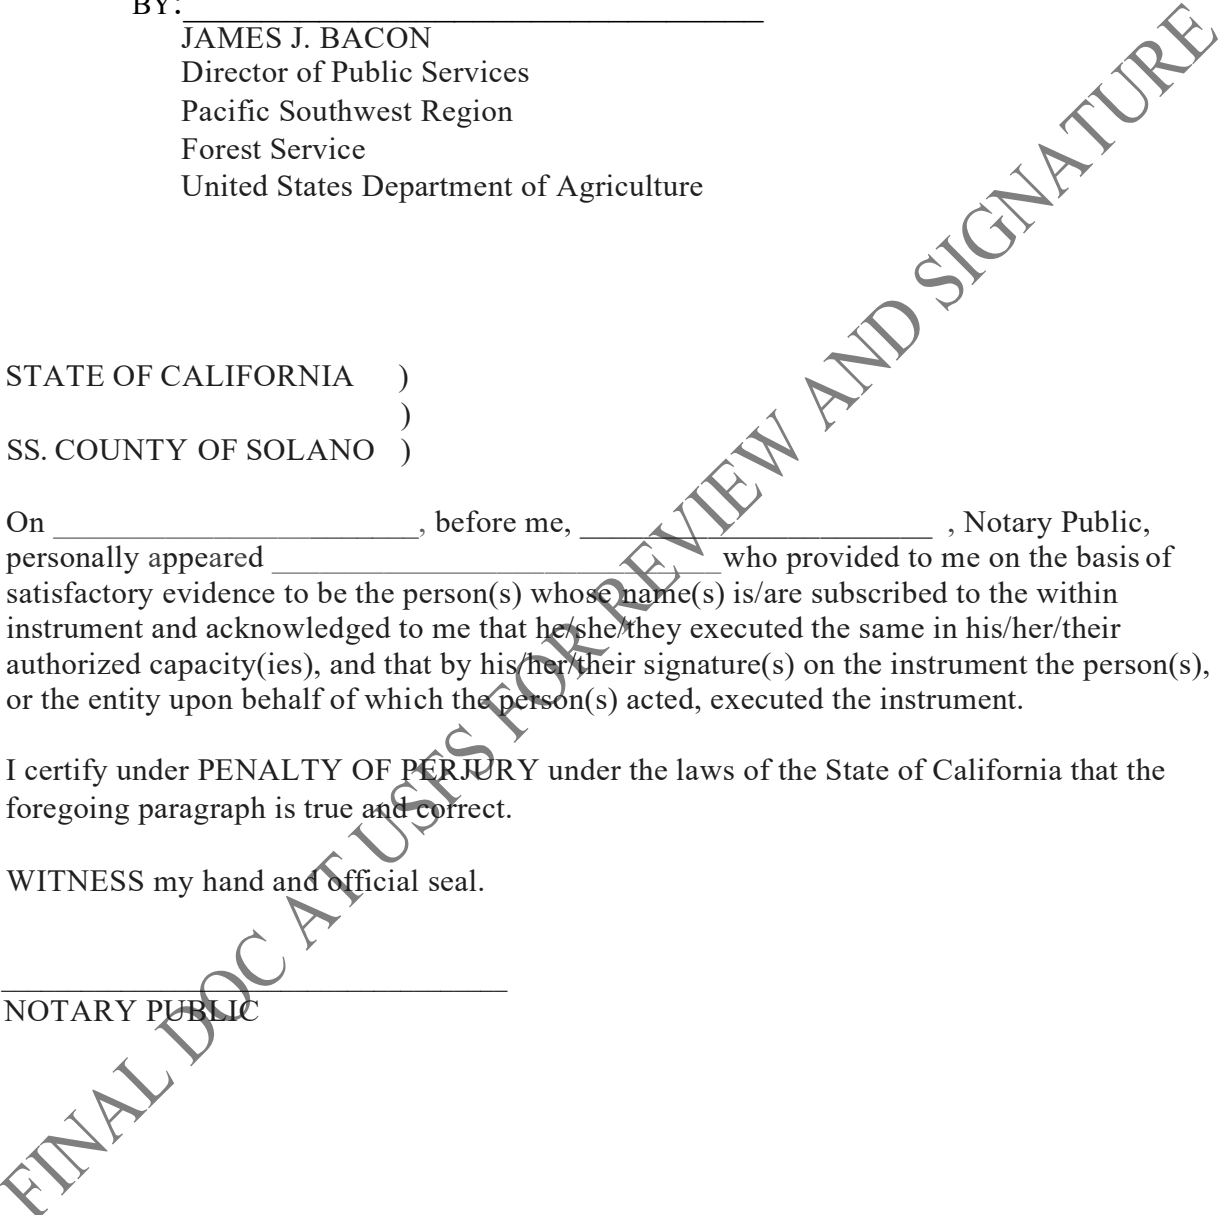 BY:___________________________________
JAMES J. BACON
Director of Public Services
Pacific Southwest Region
Forest Service
United States Department of Agriculture
STATE OF CALIFORNIA )
)
SS. COUNTY OF SOLANO )
On _______________________, before me, ______________________ , Notary Public,
personally appeared ____________________________who provided to me on the basis of
satisfactory evidence to be the person(s) whose name(s) is/are subscribed to the within
instrument and acknowledged to me that he/she/they executed the same in his/her/their
authorized capacity(ies), and that by his/her/their signature(s) on the instrument the person(s),
or the entity upon behalf of which the person(s) acted, executed the instrument.
I certify under PENALTY OF PERJURY under the laws of the State of California that the
foregoing paragraph is true and correct.
WITNESS my hand and official seal.
________________________________
NOTARY PUBLIC
FINAL DOC AT USFS FOR REVIEW AND SIGNATURE